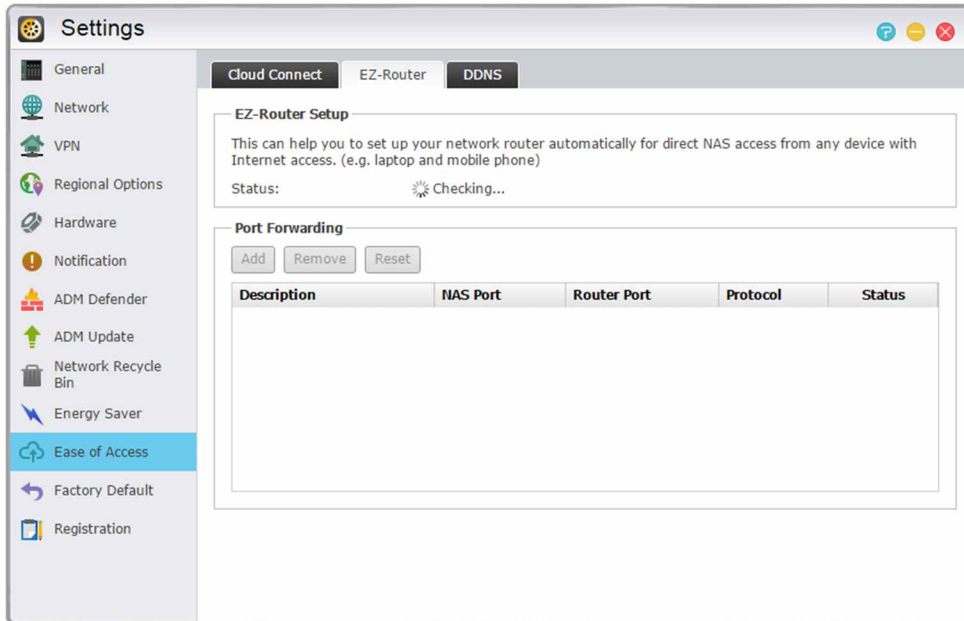 Settings
General
Network
VPN
Regional Options
Hardware
Notification
ADM Defender
ADM Update
Network Recycle
Bin
Energy Saver
Ease of Access
Factory Default
Registration
Cloud Connect
EZ-Router
DDNS
EZ-Router Setup
This can help you to set up your network router automatically for direct NAS access from any device with
Internet access. (e.g. laptop and mobile phone)
Status: Checking...
Port Forwarding
Add Remove Reset
Description NAS Port Router Port Protocol Status